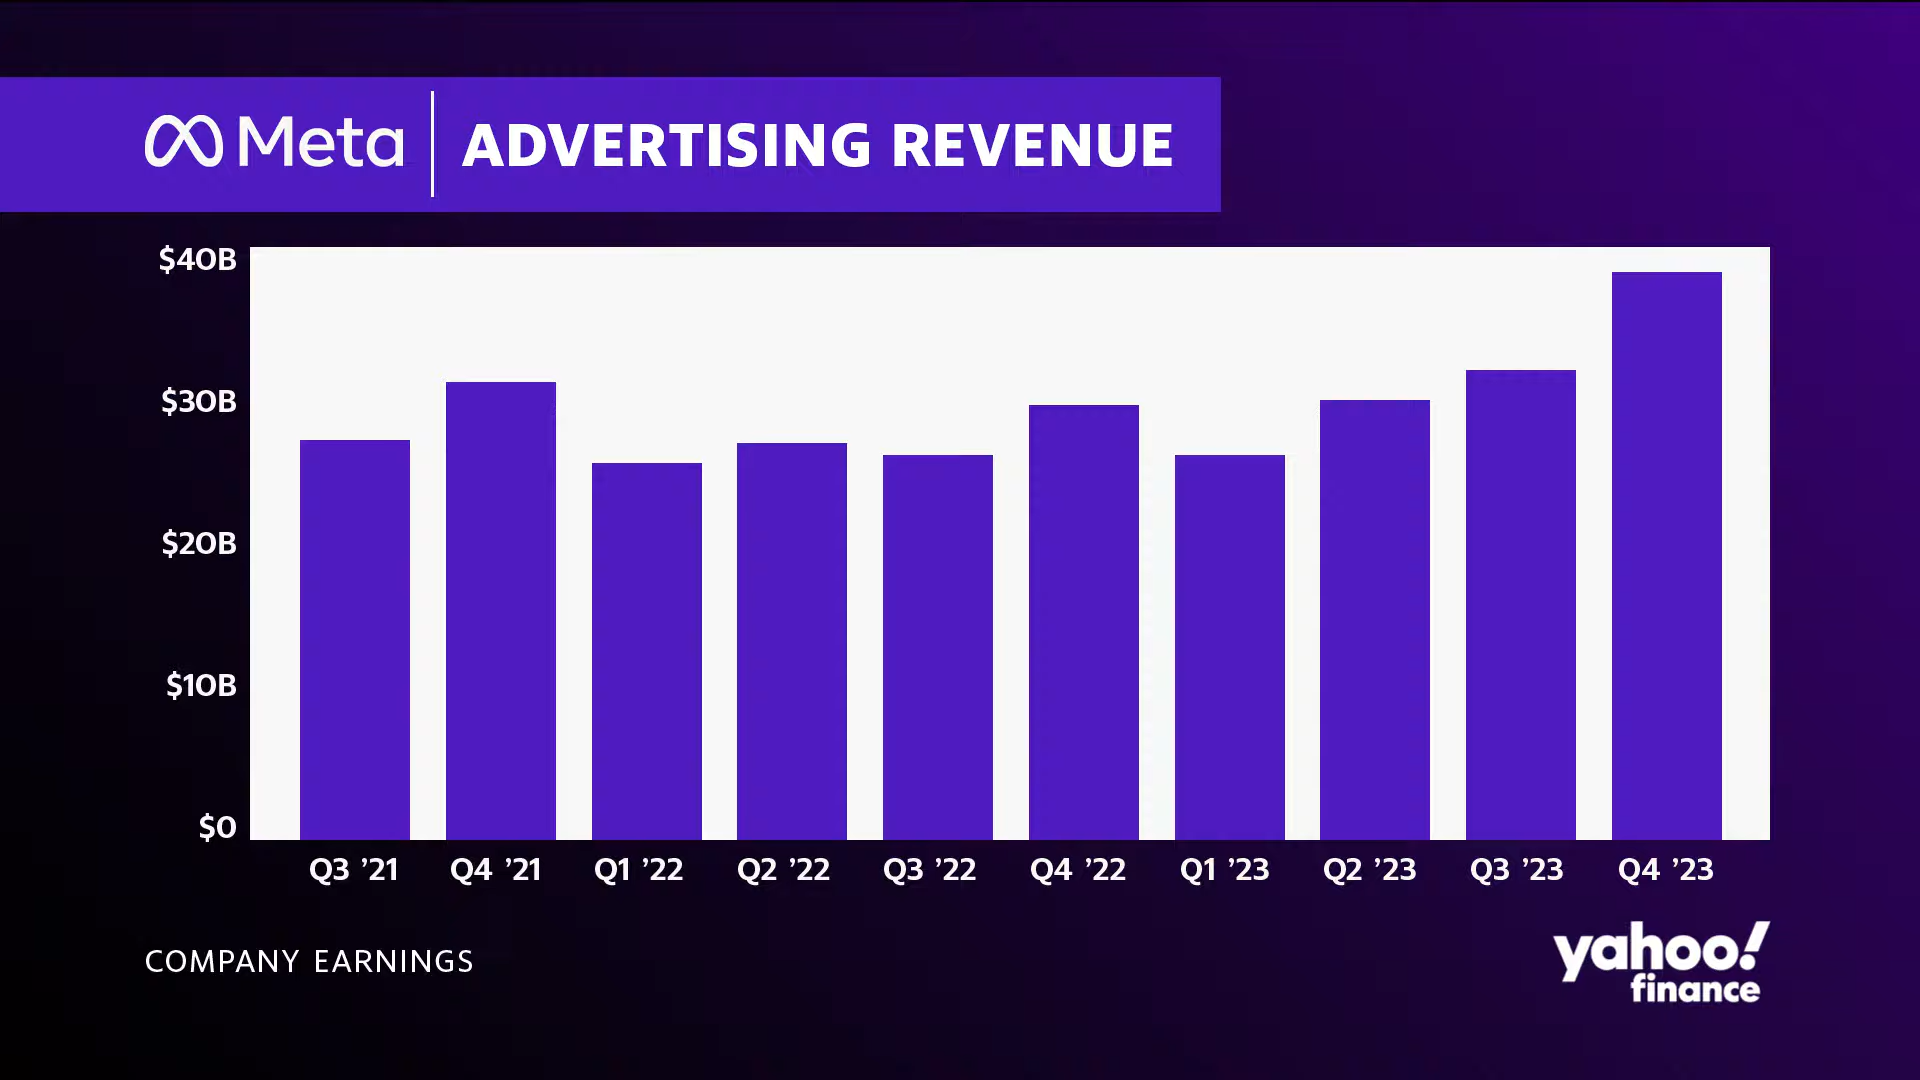 Meta | ADVERTISING REVENUE
$40B
$30B
$20B
$10B
$0
Q3 ’21 Q4 ’21 Q1 ’22 Q2 ’22 Q3 ’22 Q4 ’22 Q1 ’23 Q2 ’23 Q3 ’23 Q4 ’23
COMPANY EARNINGS
yahoo!
finance